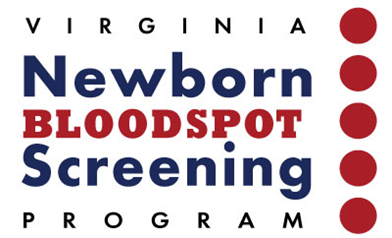 VIRGINIA
Newborn
BLOODSPOT
Screening
PROGRAM